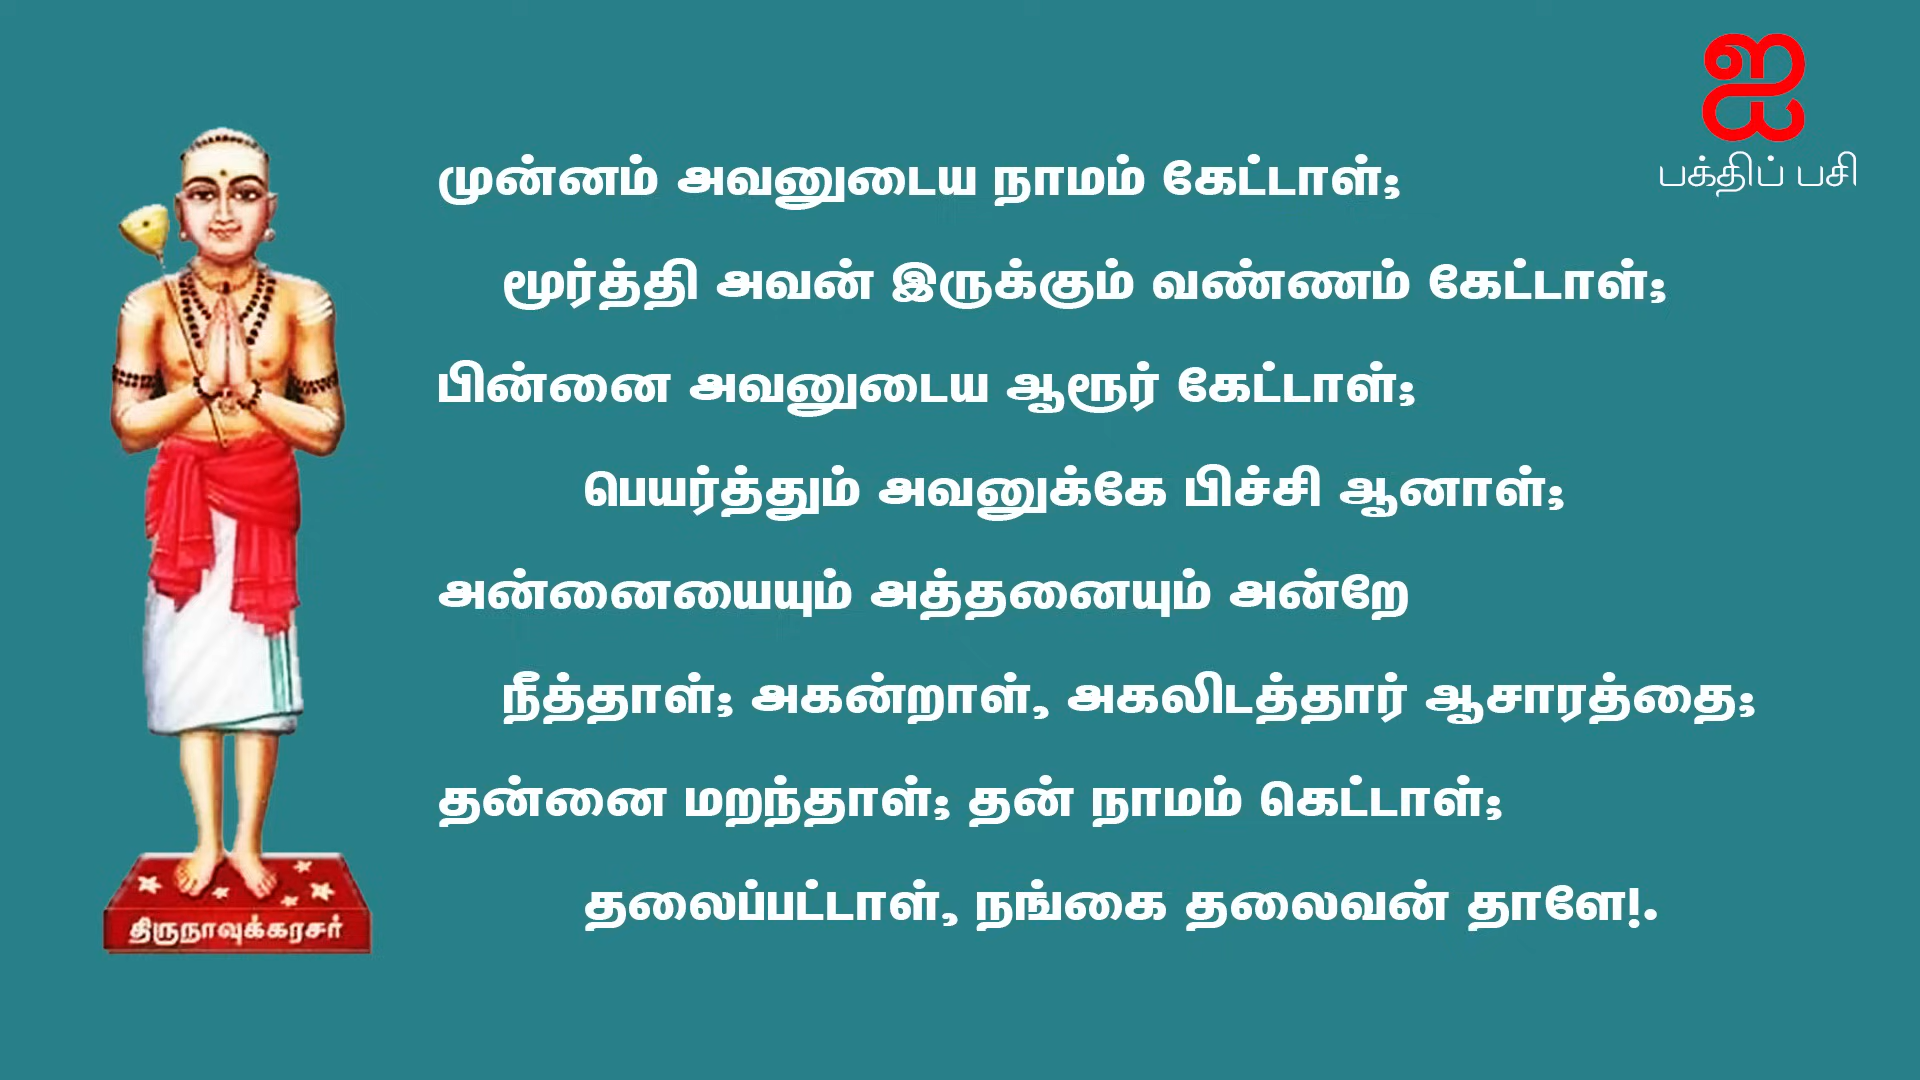 ஐ
பக்திப் பசி
முன்னம் அவனுடைய நாமம் கேட்டாள்;
மூர்த்தி அவன் இருக்கும் வண்ணம் கேட்டாள்;
பின்னை அவனுடைய ஆரூர் கேட்டாள்;
பெயர்த்தும் அவனுக்கே பிச்சி ஆனாள்;
அன்னையையும் அத்தனையும் அன்றே
நீத்தாள்; அகன்றாள், அகலிடத்தார் ஆசாரத்தை;
தன்னை மறந்தாள்; தன் நாமம் கெட்டாள்;
தலைப்பட்டாள், நங்கை தலைவன் தாளே!.
திருநாவுக்கரசர்